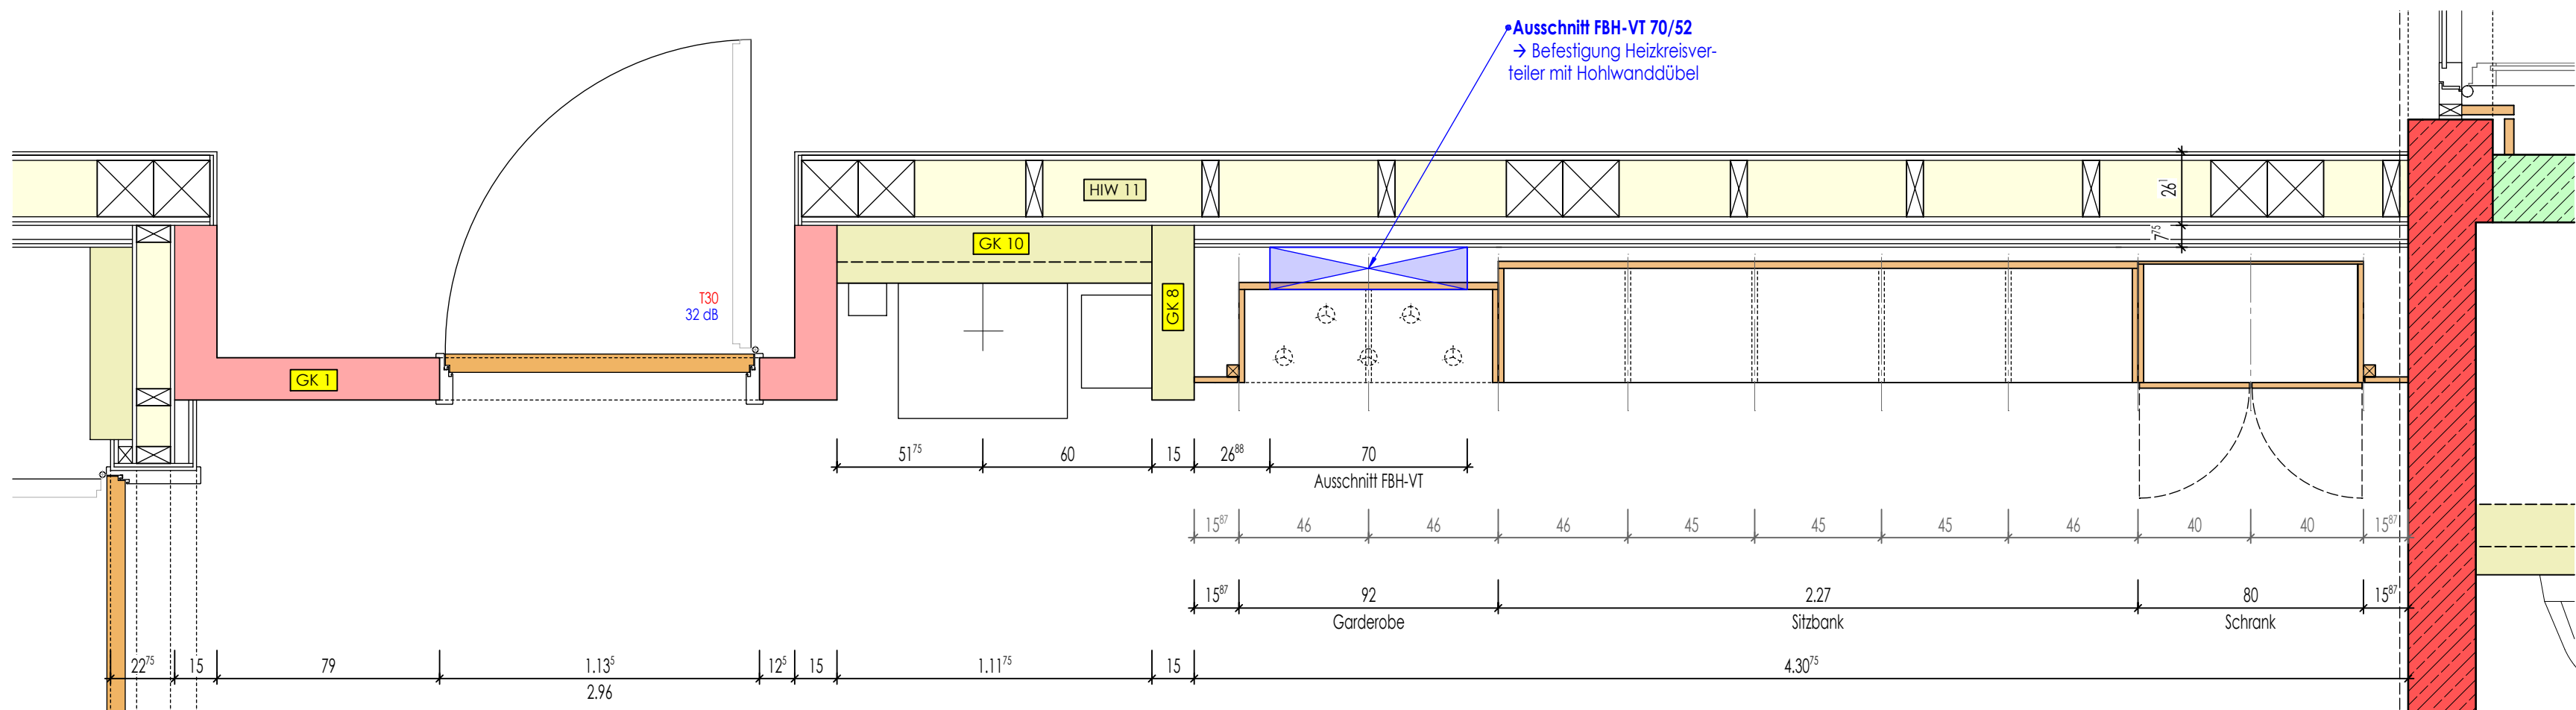 Ausschnitt FBH-VT 70/52
→ Befestigung Heizkreisver-
teiler mit Hohlwanddübel
HIW 11
26¹
7⁷⁵
GK 10
GK 8
T30
32 dB
GK 1
51⁷⁵ 60 15 26⁸⁸ 70
Ausschnitt FBH-VT
15⁸⁷ 46 46 46 45 45 45 46 40 40 15⁸⁷
15⁸⁷ 92 2.27 80 15⁸⁷
Garderobe Sitzbank Schrank
22⁷⁵ 15 79 1.13⁵ 12⁵ 15 1.11⁷⁵ 15 4.30⁷⁵
2.96